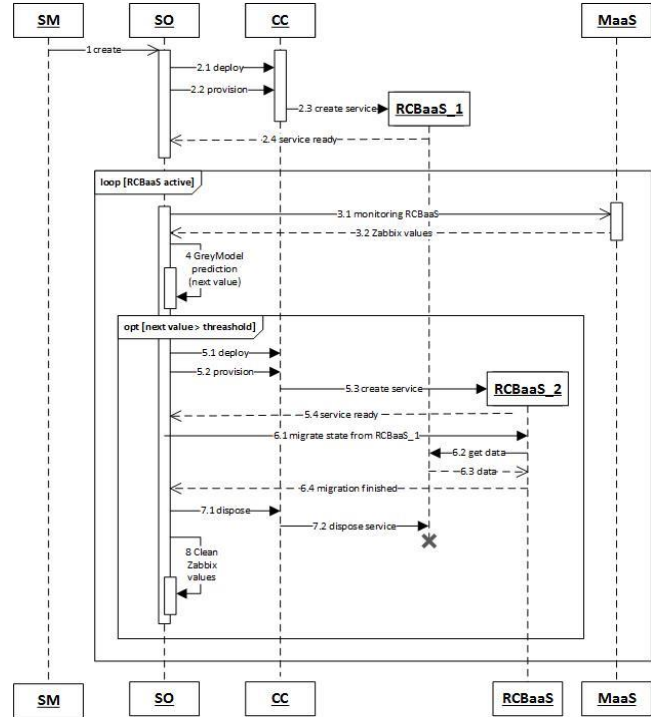 SM
SO
CC
MaaS
1 create
2.1 deploy
2.2 provision
2.3 create service
RCBaaS_1
2.4 service ready
loop [RCBaaS active]
3.1 monitoring RCBaaS
3.2 Zabbix values
4 GreyModel
prediction
(next value)
opt [next value > threashold]
5.1 deploy
5.2 provision
5.3 create service
RCBaaS_2
5.4 service ready
6.1 migrate state from RCBaaS_1
6.2 get data
6.3 data
6.4 migration finished
7.1 dispose
7.2 dispose service
8 Clean
Zabbix
values
SM
SO
CC
RCBaaS
MaaS